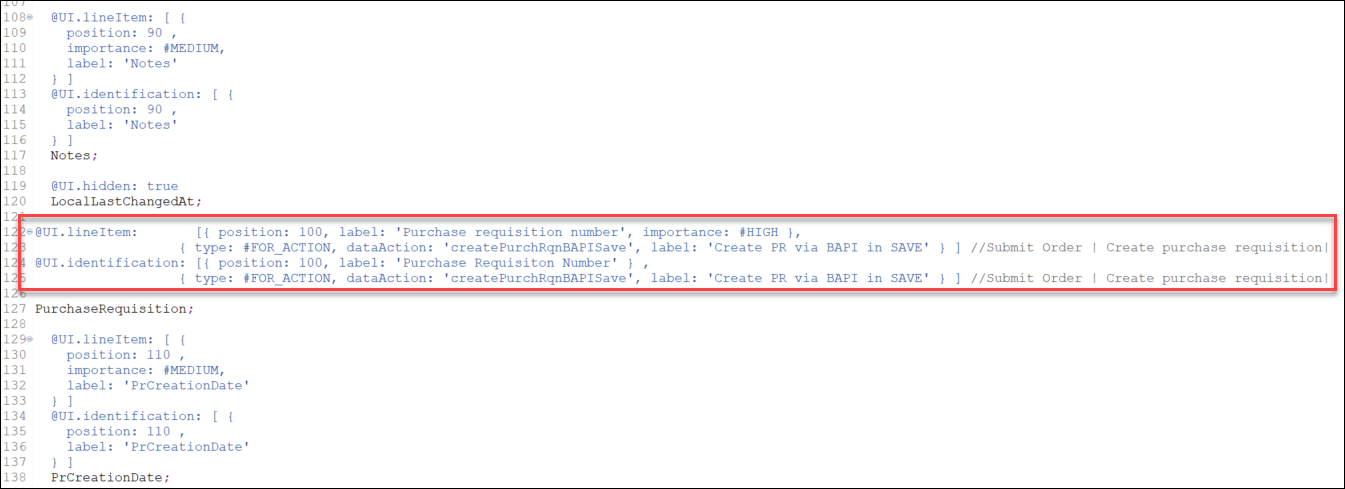 107
108 @UI.lineItem: [ {
109 position: 90 ,
110 importance: #MEDIUM,
111 label: 'Notes'
112 } ]
113 @UI.identification: [ {
114 position: 90 ,
115 label: 'Notes'
116 } ]
117 Notes;
118
119 @UI.hidden: true
120 LocalLastChangedAt;
121
122 @UI.lineItem: [{ position: 100, label: 'Purchase requisition number', importance: #HIGH },
123 { type: #FOR_ACTION, dataAction: 'createPurchRqnBAPISave', label: 'Create PR via BAPI in SAVE' } ] //Submit Order | Create purchase requisition|
124 @UI.identification: [{ position: 100, label: 'Purchase Requisiton Number' } ,
125 { type: #FOR_ACTION, dataAction: 'createPurchRqnBAPISave', label: 'Create PR via BAPI in SAVE' } ] //Submit Order | Create purchase requisition|
126
127 PurchaseRequisition;
128
129 @UI.lineItem: [ {
130 position: 110 ,
131 importance: #MEDIUM,
132 label: 'PrCreationDate'
133 } ]
134 @UI.identification: [ {
135 position: 110 ,
136 label: 'PrCreationDate'
137 } ]
138 PrCreationDate;